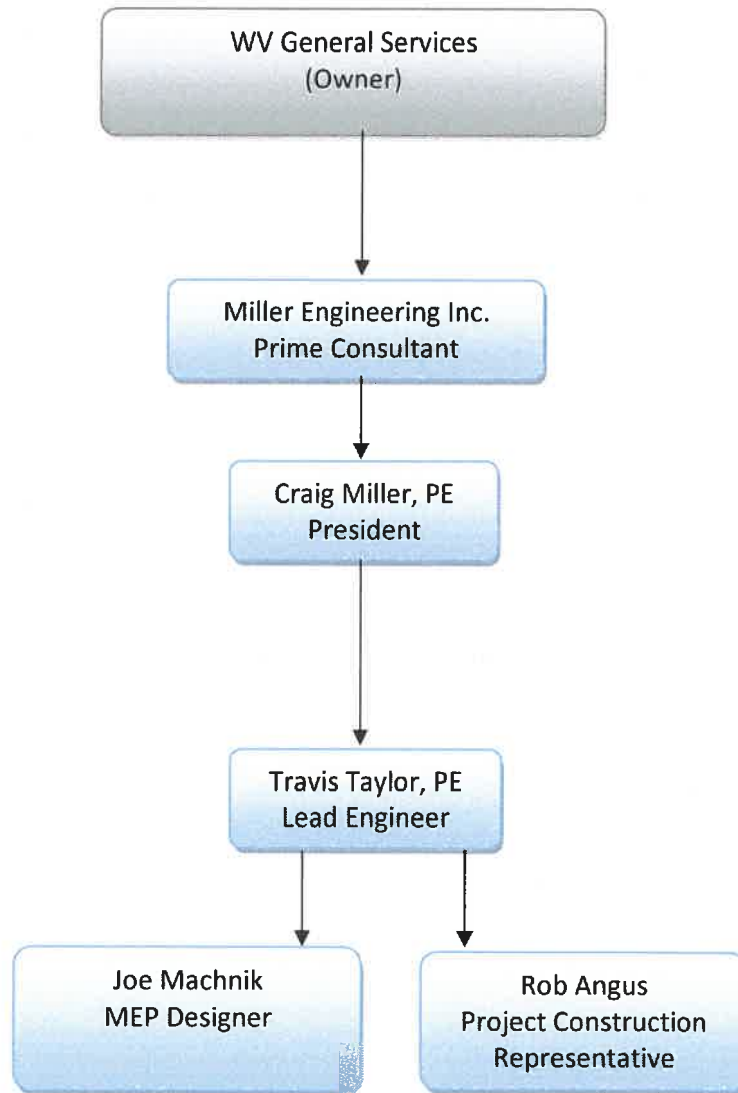 WV General Services
(Owner)
Miller Engineering Inc.
Prime Consultant
Craig Miller, PE
President
Travis Taylor, PE
Lead Engineer
Joe Machnik
MEP Designer
Rob Angus
Project Construction
Representative